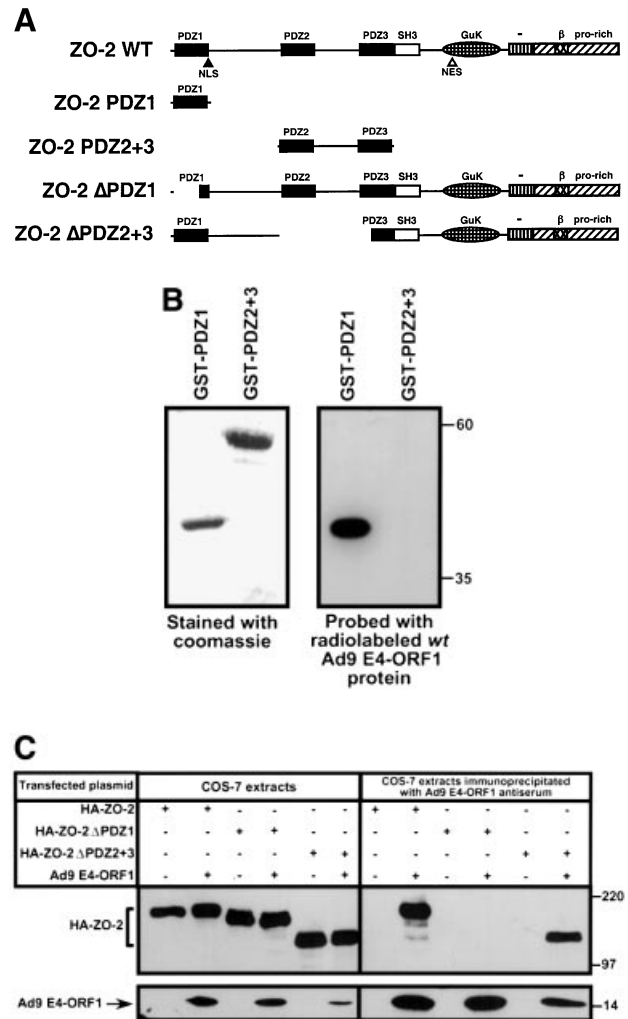 A
ZO-2 WT PDZ1 PDZ2 PDZ3 SH3 GuK - β pro-rich
NLS NES
ZO-2 PDZ1 PDZ1
ZO-2 PDZ2+3 PDZ2 PDZ3
ZO-2 ΔPDZ1 PDZ1 PDZ2 PDZ3 SH3 GuK - β pro-rich
ZO-2 ΔPDZ2+3 PDZ1 PDZ3 SH3 GuK - β pro-rich
B
GST-PDZ1 GST-PDZ2+3 GST-PDZ1 GST-PDZ2+3
60
35
Stained with
coomassie
Probed with
radiolabeled wt
Ad9 E4-ORF1
protein
C
Transfected plasmid COS-7 extracts COS-7 extracts immunoprecipitated
with Ad9 E4-ORF1 antiserum
HA-ZO-2 + + - - - - + + - - - -
HA-ZO-2 ΔPDZ1 - - + + - - - - + + - -
HA-ZO-2 ΔPDZ2+3 - - - - + + - - - - + +
Ad9 E4-ORF1 - + - + - + - + - + - +
HA-ZO-2
220
97
Ad9 E4-ORF1
14